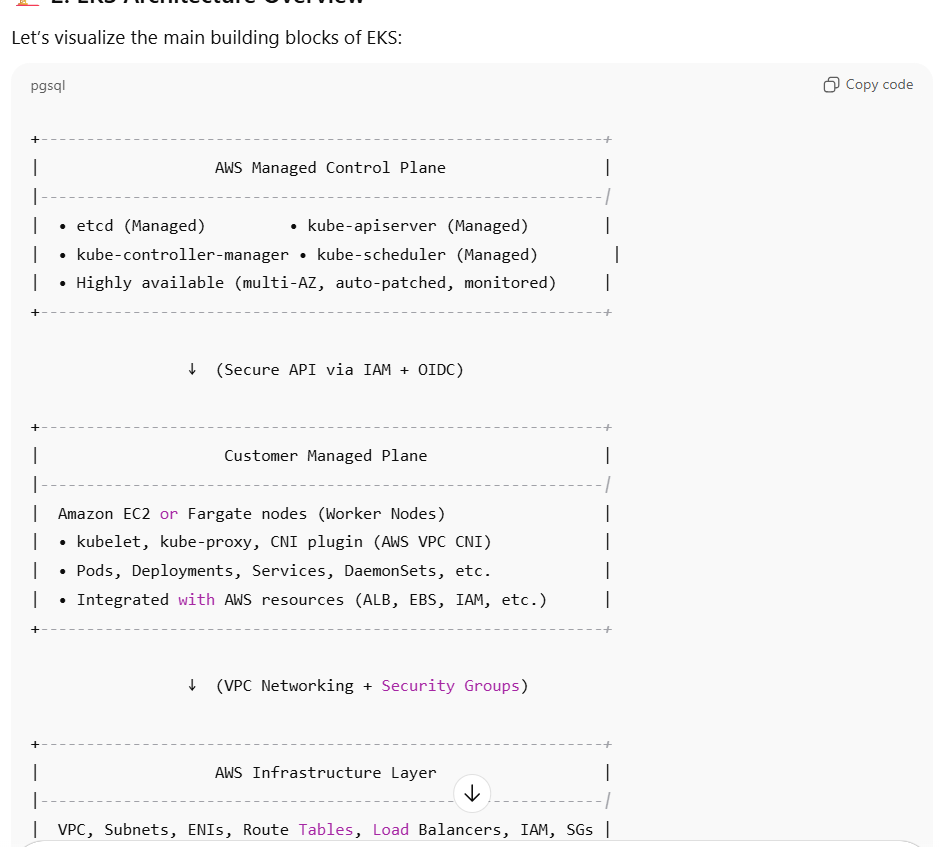 2. EKS Architecture Overview
Let's visualize the main building blocks of EKS:
pgsql
Copy code
+-------------------------------------------------------------+
| AWS Managed Control Plane |
|-------------------------------------------------------------/
| • etcd (Managed) • kube-apiserver (Managed) |
| • kube-controller-manager • kube-scheduler (Managed) |
| • Highly available (multi-AZ, auto-patched, monitored) |
+-------------------------------------------------------------+
↓ (Secure API via IAM + OIDC)
+-------------------------------------------------------------+
| Customer Managed Plane |
|-------------------------------------------------------------/
| Amazon EC2 or Fargate nodes (Worker Nodes) |
| • kubelet, kube-proxy, CNI plugin (AWS VPC CNI) |
| • Pods, Deployments, Services, DaemonSets, etc. |
| • Integrated with AWS resources (ALB, EBS, IAM, etc.) |
+-------------------------------------------------------------+
↓ (VPC Networking + Security Groups)
+-------------------------------------------------------------+
| AWS Infrastructure Layer |
|-------------------------------------------------------------/
| VPC, Subnets, ENIs, Route Tables, Load Balancers, IAM, SGs |